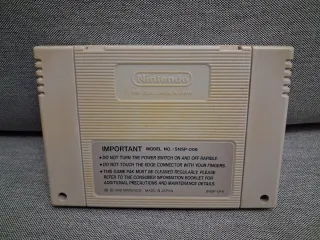 Nintendo
IMPORTANT MODEL NO.: SNSP-006
• DO NOT TURN THE POWER SWITCH ON AND OFF RAPIDLY.
• DO NOT TOUCH THE EDGE CONNECTOR WITH YOUR FINGERS.
• THIS GAME PAK MUST BE CLEANED REGULARLY. PLEASE
REFER TO THE CONSUMER INFORMATION BOOKLET FOR
ADDITIONAL PRECAUTIONS AND MAINTENANCE DETAILS.
NINTENDO MADE IN JAPAN